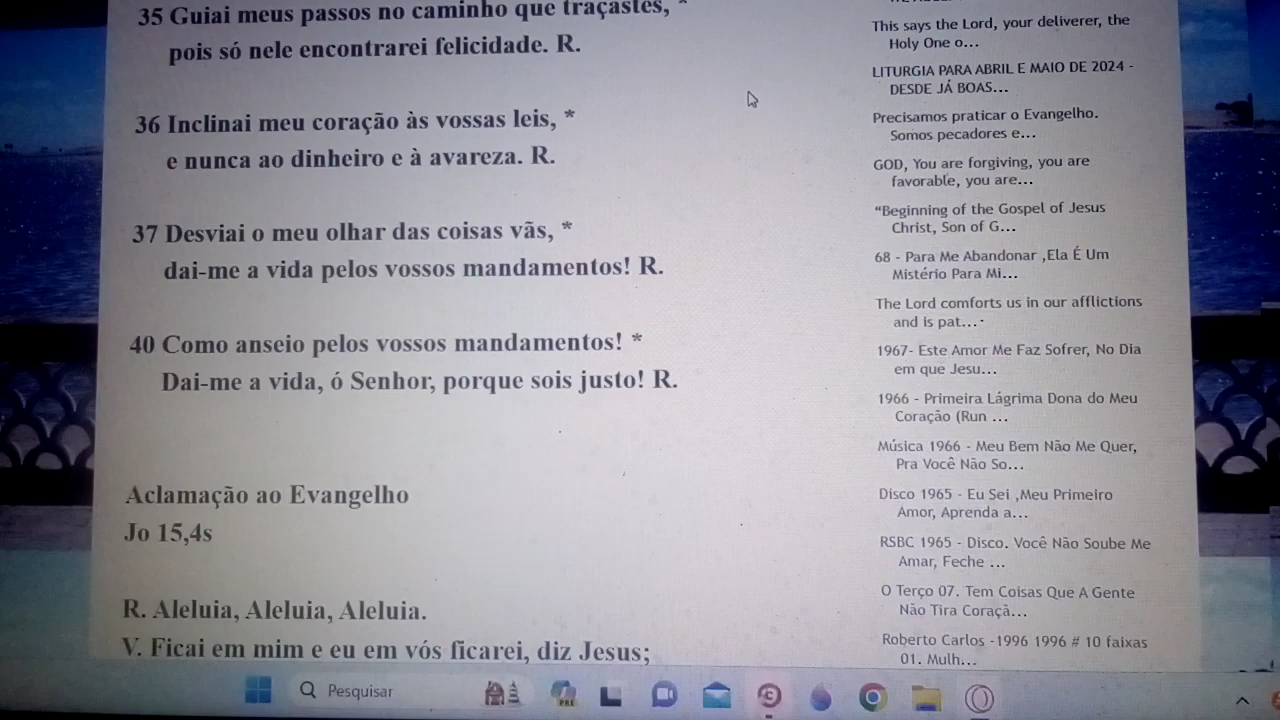 35 Guiai meus passos no caminho que traçastes, *
pois só nele encontrarei felicidade. R.
36 Inclinai meu coração às vossas leis, *
e nunca ao dinheiro e à avareza. R.
37 Desviai o meu olhar das coisas vãs, *
dai-me a vida pelos vossos mandamentos! R.
40 Como anseio pelos vossos mandamentos! *
Dai-me a vida, ó Senhor, porque sois justo! R.
Aclamação ao Evangelho
Jo 15,4s
R. Aleluia, Aleluia, Aleluia.
V. Ficai em mim e eu em vós ficarei, diz Jesus;
This says the Lord, your deliverer, the
Holy One o...
LITURGIA PARA ABRIL E MAIO DE 2024 -
DESDE JÁ BOAS...
Precisamos praticar o Evangelho.
Somos pecadores e...
GOD, You are forgiving, you are
favorable, you are...
“Beginning of the Gospel of Jesus
Christ, Son of G...
68 - Para Me Abandonar ,Ela É Um
Mistério Para Mi...
The Lord comforts us in our afflictions
and is pat...
1967- Este Amor Me Faz Sofrer, No Dia
em que Jesu...
1966 - Primeira Lágrima Dona do Meu
Coração (Run ...
Música 1966 - Meu Bem Não Me Quer,
Pra Você Não So...
Disco 1965 - Eu Sei ,Meu Primeiro
Amor, Aprenda a...
RSBC 1965 - Disco. Você Não Soube Me
Amar, Feche ...
O Terço 07. Tem Coisas Que A Gente
Não Tira Coraçã...
Roberto Carlos -1996 1996 # 10 faixas
01. Mulh...
Pesquisar
PRE